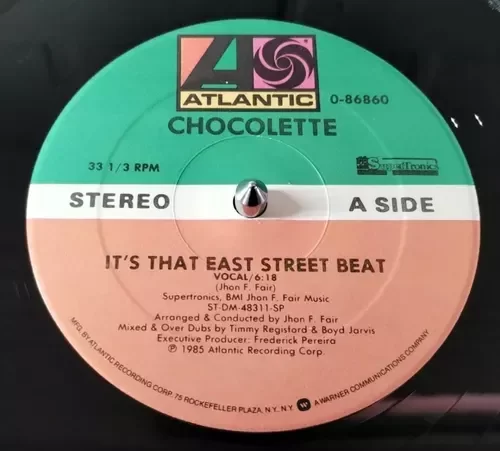 ATLANTIC
0-86860
CHOCOLETTE
33 1/3 RPM
STEREO
A SIDE
IT'S THAT EAST STREET BEAT
VOCAL/6:18
(Jhon F. Fair)
Supertronics, BMI Jhon F. Fair Music
ST-DM-48311-SP
Arranged & Conducted by Jhon F. Fair
Mixed & Over Dubs by Timmy Registord & Boyd Jarvis
Executive Producer: Frederick Pereira
℗ 1985 Atlantic Recording Corp.
MFG. BY ATLANTIC RECORDING CORP. 75 ROCKEFELLER PLAZA, N.Y. N.Y.
A WARNER COMMUNICATIONS COMPANY